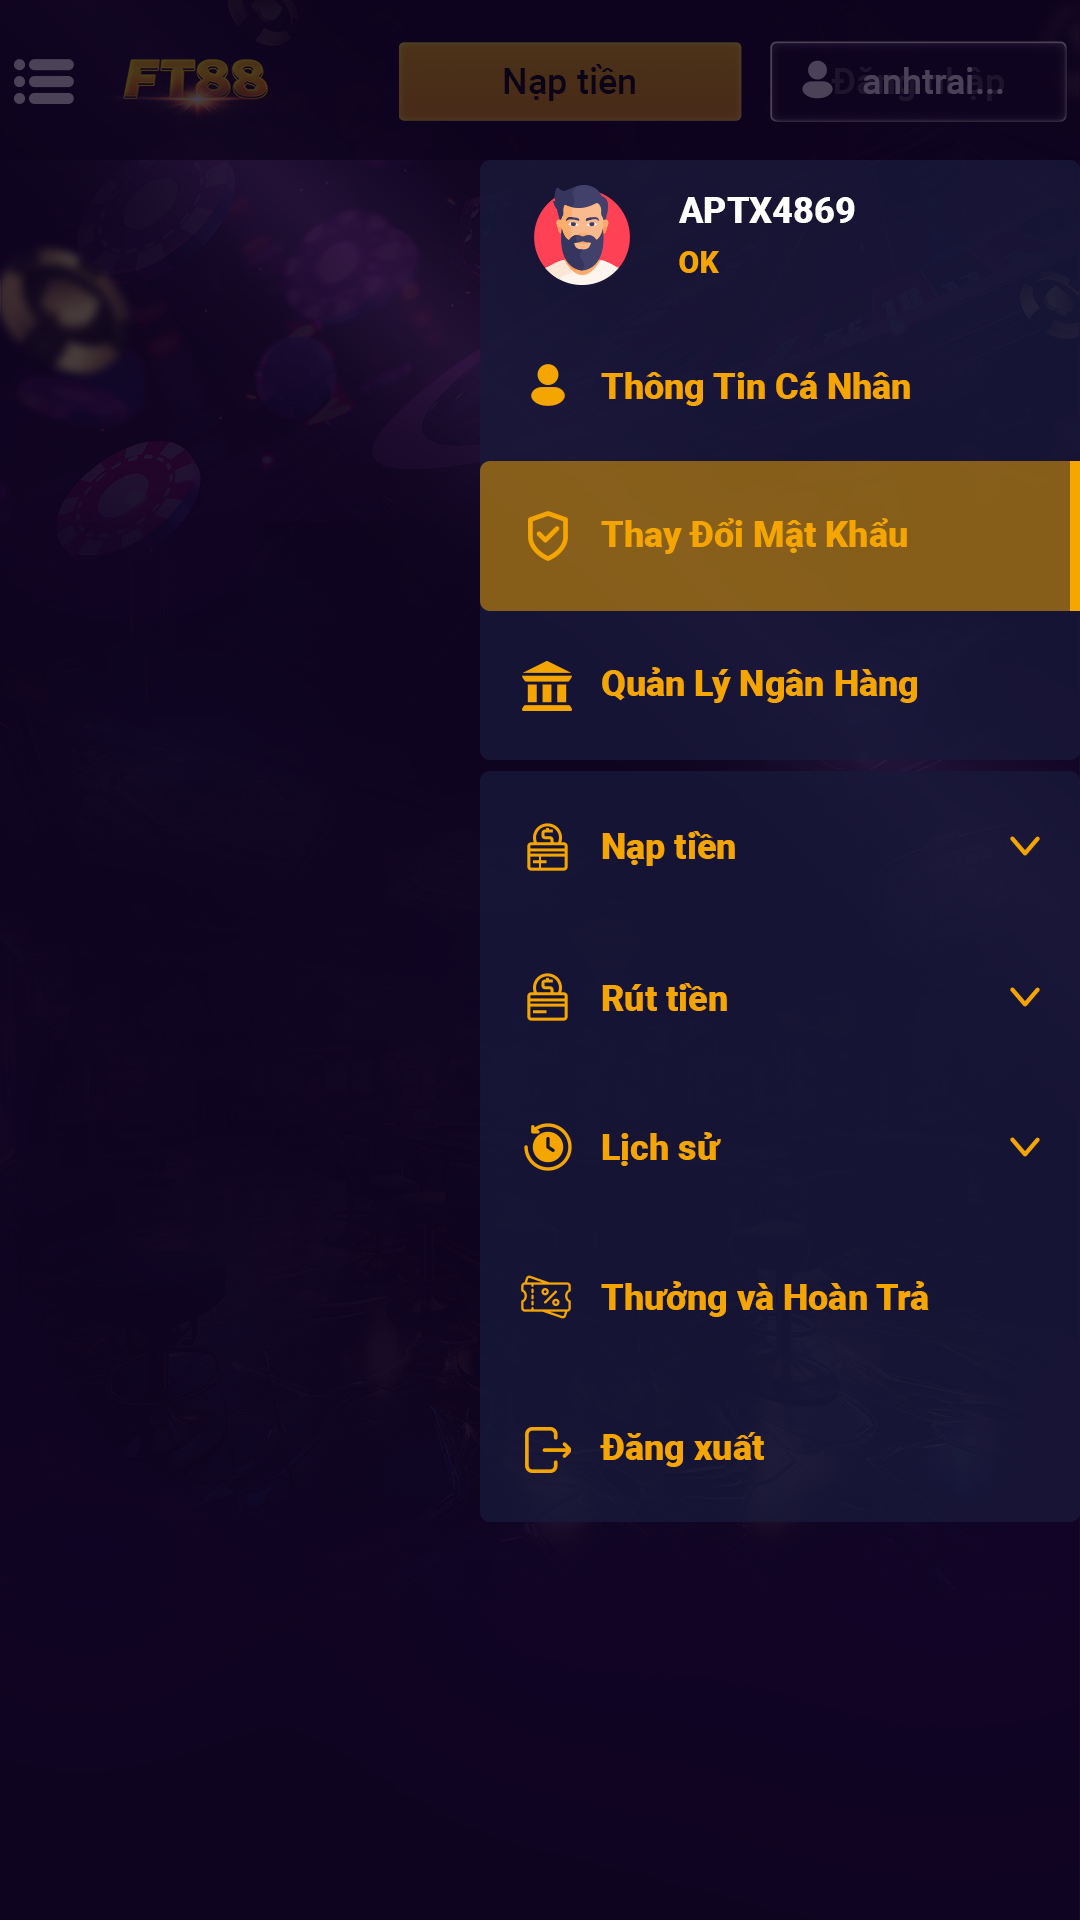 FT88
Nạp tiền
anhtrai...
APTX4869
OK
Thông Tin Cá Nhân
Thay Đổi Mật Khẩu
Quản Lý Ngân Hàng
Nạp tiền
Rút tiền
Lịch sử
Thưởng và Hoàn Trả
Đăng xuất